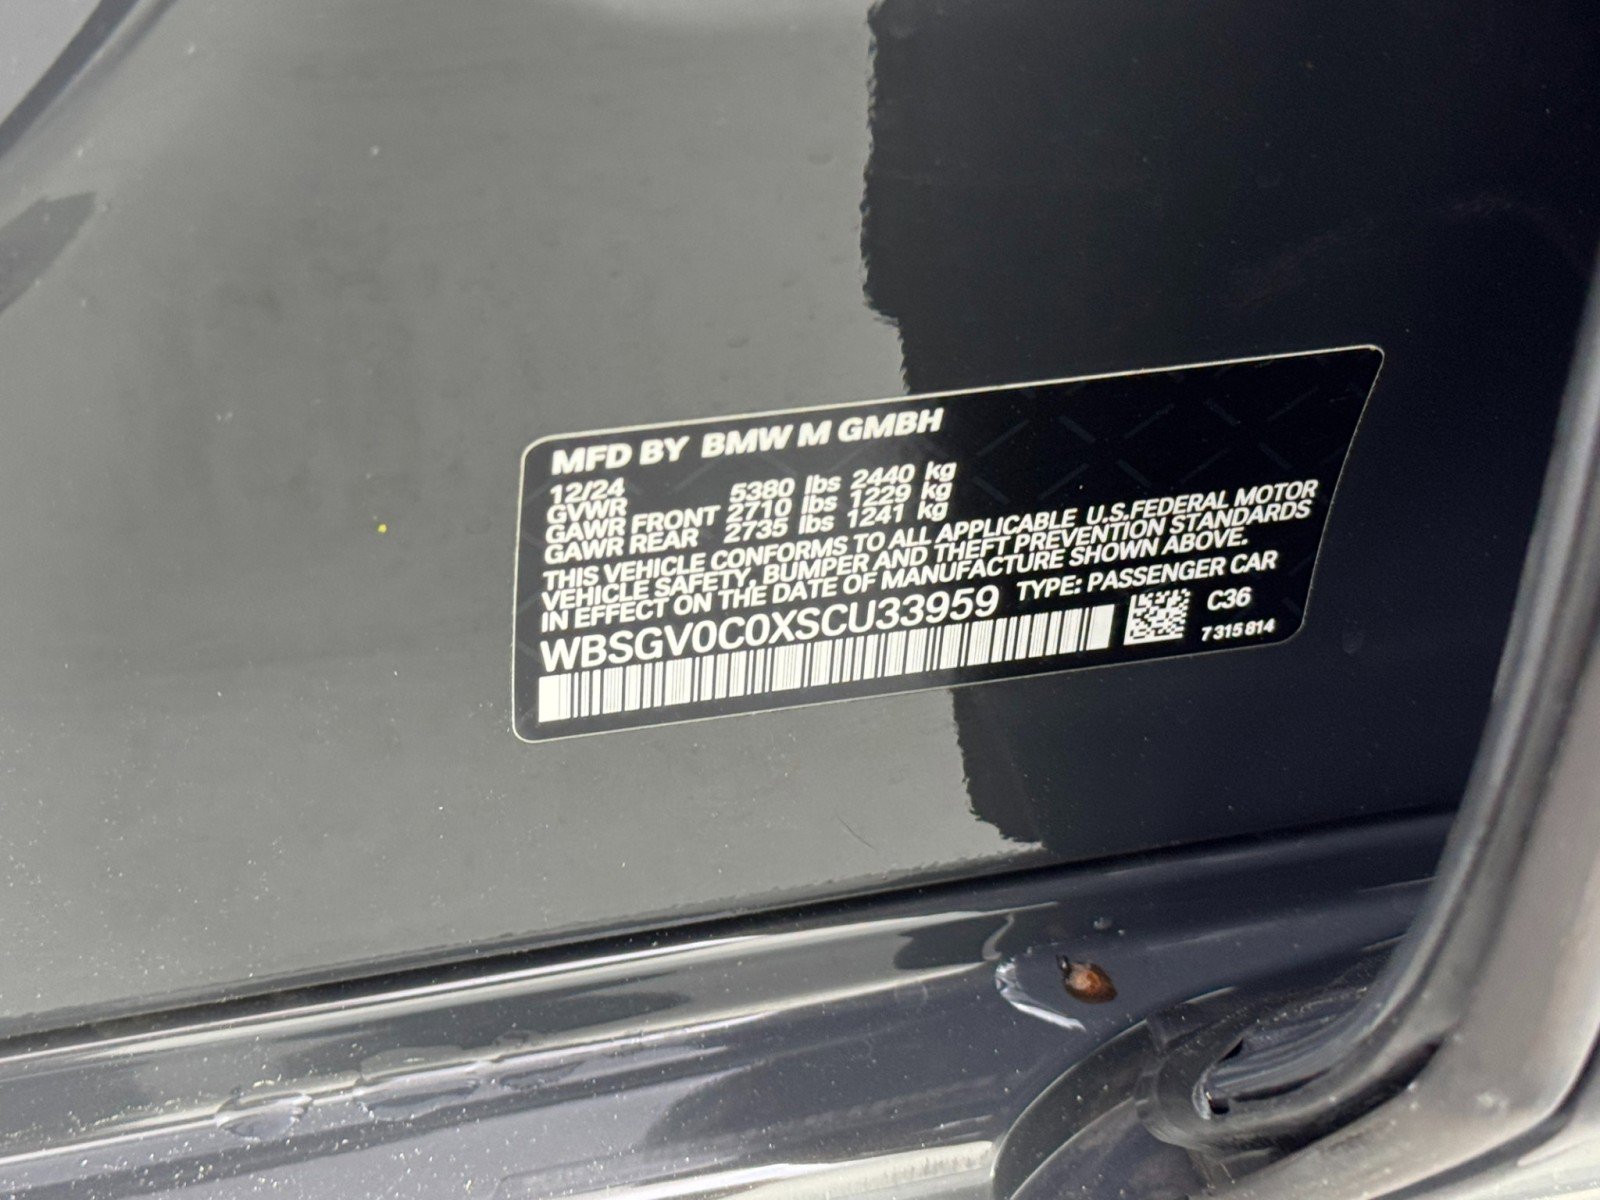 MFD BY BMW M GMBH
12/24
GVWR 5380 lbs 2440 kg
GAWR FRONT 2710 lbs 1229 kg
GAWR REAR 2735 lbs 1241 kg
THIS VEHICLE CONFORMS TO ALL APPLICABLE U.S.FEDERAL MOTOR
VEHICLE SAFETY, BUMPER AND THEFT PREVENTION STANDARDS
IN EFFECT ON THE DATE OF MANUFACTURE SHOWN ABOVE.
WBSGV0C0XSCU33959 TYPE: PASSENGER CAR
C36
7 315 814